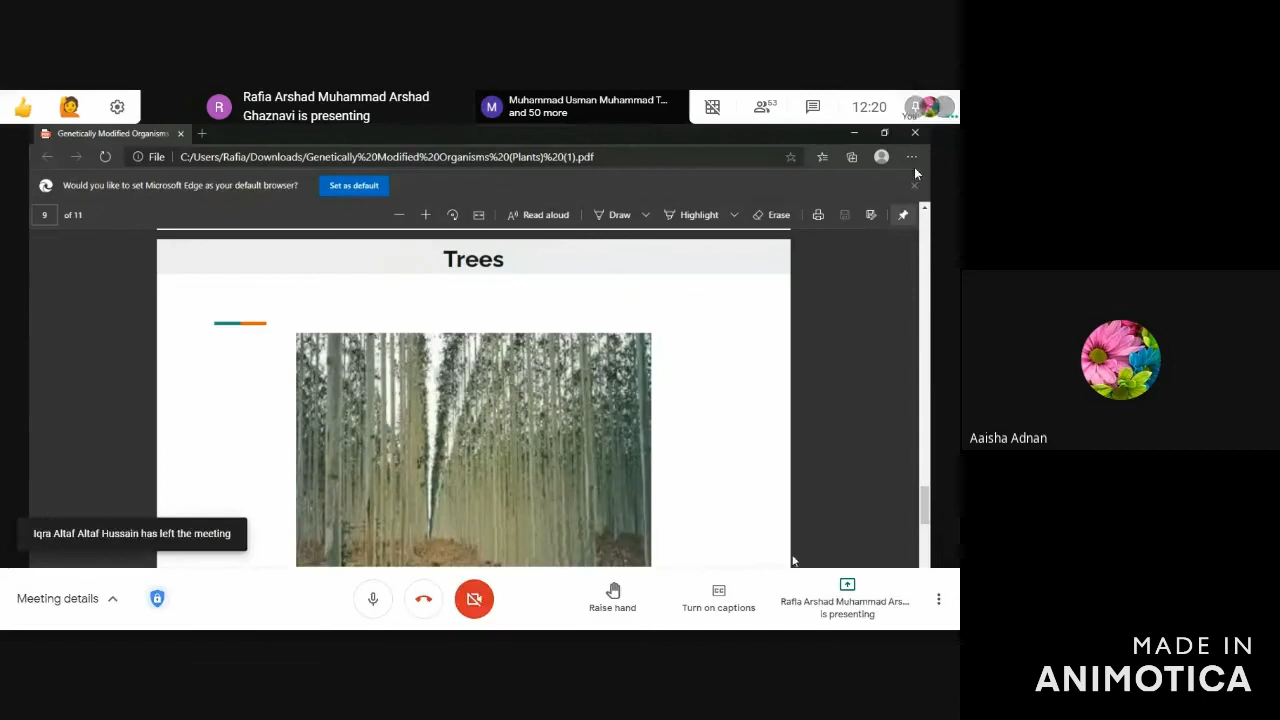 R
Rafia Arshad Muhammad Arshad
Ghaznavi is presenting
M
Muhammad Usman Muhammad T...
and 50 more
53
12:20
You
Genetically Modified Organisms
File
C:/Users/Rafia/Downloads/Genetically%20Modified%20Organisms%20(Plants)%20(1).pdf
Would you like to set Microsoft Edge as your default browser?
Set as default
9 of 11
Read aloud
Draw
Highlight
Erase
Trees
Aaisha Adnan
Iqra Altaf Altaf Hussain has left the meeting
Meeting details
Raise hand
CC
Turn on captions
Rafia Arshad Muhammad Ars...
is presenting
MADE IN
ANIMOTICA